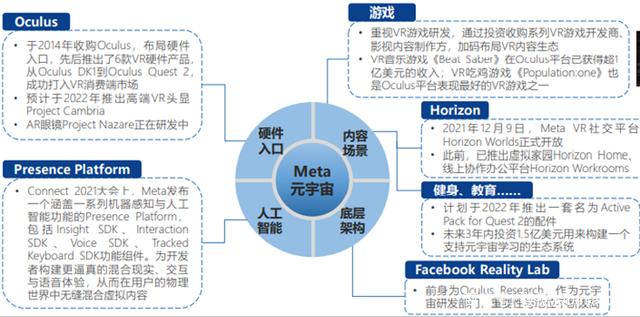 Oculus
于2014年收购Oculus，布局硬件
入口，先后推出了6款VR硬件产品，
从Oculus DK1到Oculus Quest 2，
成功打入VR消费端市场
预计于2022年推出高端VR头显
Project Cambria
AR眼镜Project Nazare正在研发中
Presence Platform
Connect 2021大会上，Meta发布
一个涵盖一系列机器感知与人工
智能功能的Presence Platform，
包括Insight SDK、Interaction
SDK、Voice SDK、Tracked
Keyboard SDK功能组件。为开
发者构建更逼真的混合现实、交互
与语音体验，从而在用户的物理
世界中无缝混合虚拟内容
硬件
入口
内容
场景
Meta
元宇宙
人工
智能
底层
架构
游戏
重视VR游戏研发，通过投资收购系列VR游戏开发商、
影视内容制作方，加码布局VR内容生态
VR音乐游戏《Beat Saber》在Oculus平台已获得超1
亿美元的收入；VR吃鸡游戏《Population:one》也
是Oculus平台表现最好的VR游戏之一
Horizon
2021年12月9日，Meta VR社交平台
Horizon Worlds正式开放
此前，已推出虚拟家园Horizon Home、
线上协作办公平台Horizon Workrooms
健身、教育……
计划于2022年推出一套名为Active
Pack for Quest 2的配件
未来3年内投资1.5亿美元用来构建一个
支持元宇宙学习的生态系统
Facebook Reality Lab
前身为Oculus Research，作为元宇
宙研发部门，重要性